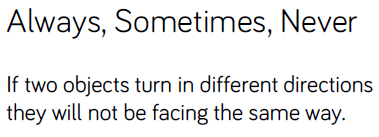 Always, Sometimes, Never
If two objects turn in different directions
they will not be facing the same way.